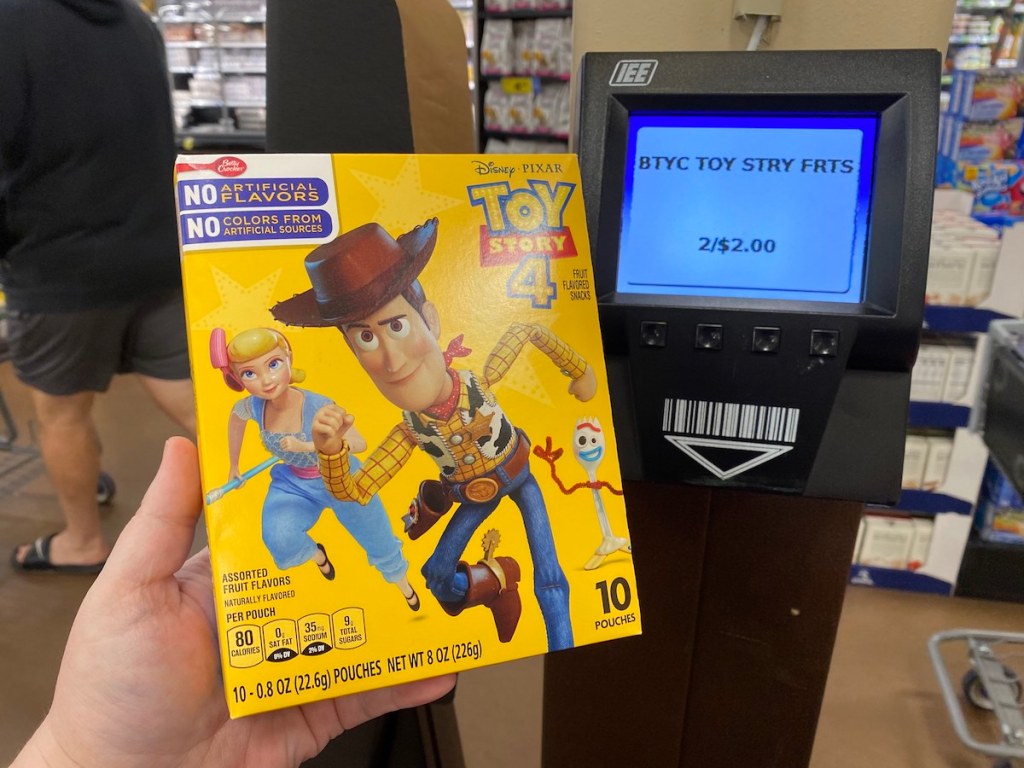 Betty Crocker
NO ARTIFICIAL FLAVORS
NO COLORS FROM ARTIFICIAL SOURCES
DISNEY · PIXAR
TOY
STORY
4
FRUIT
FLAVORED
SNACKS
ASSORTED
FRUIT FLAVORS
NATURALLY FLAVORED
PER POUCH
80 CALORIES
0g SAT FAT 0% DV
35mg SODIUM 2% DV
9g TOTAL SUGARS
10
POUCHES
10 - 0.8 OZ (22.6g) POUCHES NET WT 8 OZ (226g)
IEE
BTYC TOY STRY FRTS
2/$2.00